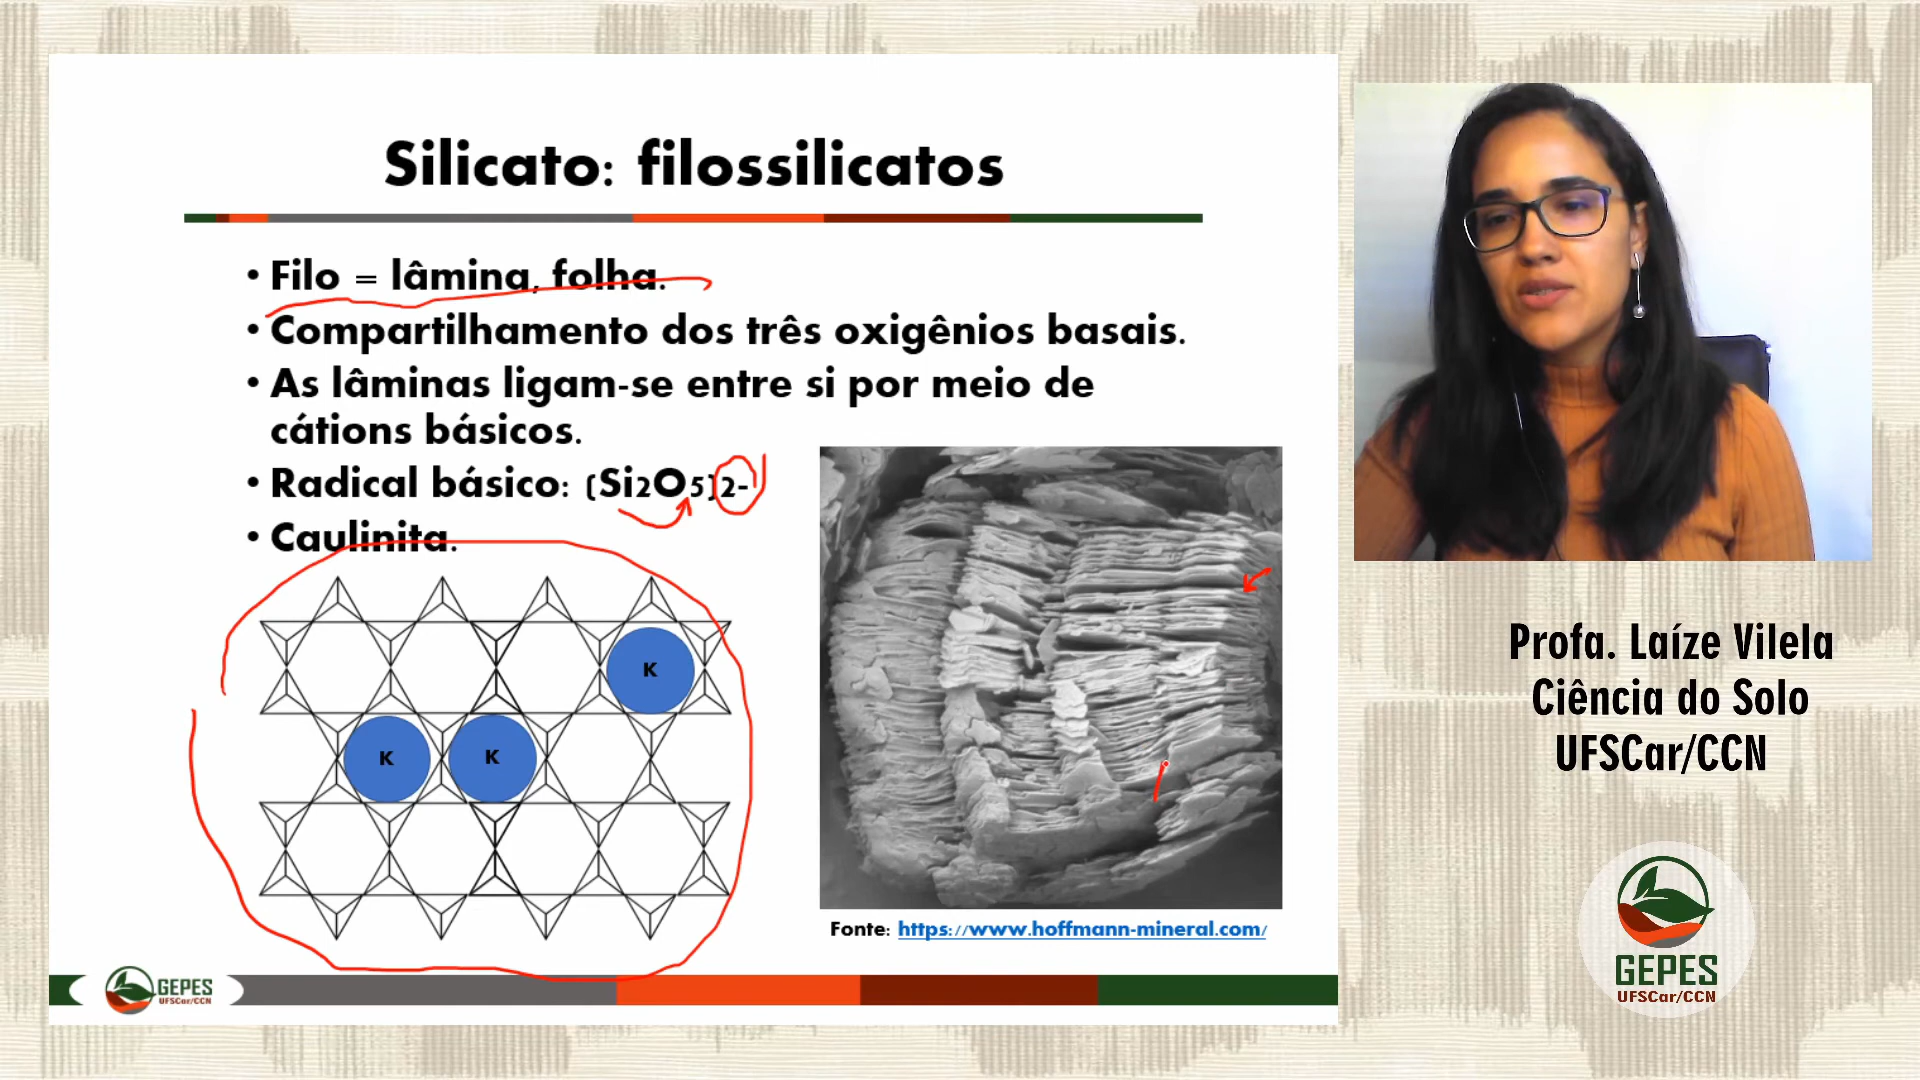 Silicato: filossilicatos
• Filo = lâmina, folha.
• Compartilhamento dos três oxigênios basais.
• As lâminas ligam-se entre si por meio de
cátions básicos.
• Radical básico: (Si2O5)2-
• Caulinita.
K
K
K
Fonte: https://www.hoffmann-mineral.com/
GEPES
UFSCar/CCN
Profa. Laíze Vilela
Ciência do Solo
UFSCar/CCN
GEPES
UFSCar/CCN